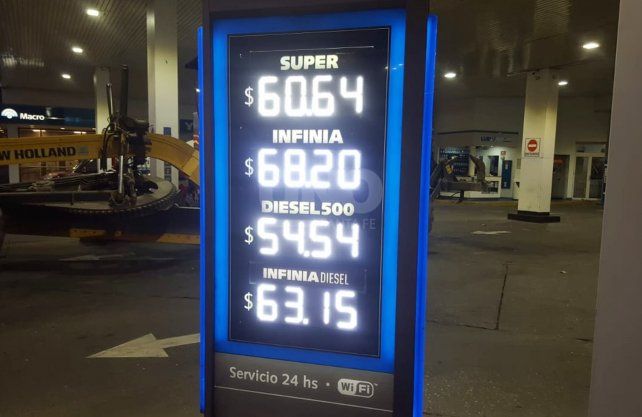 SUPER
$60.64
INFINIA
$68.20
DIESEL500
$54.54
INFINIA DIESEL
$63.15
Servicio 24 hs · WiFi
Macro
W HOLLAND